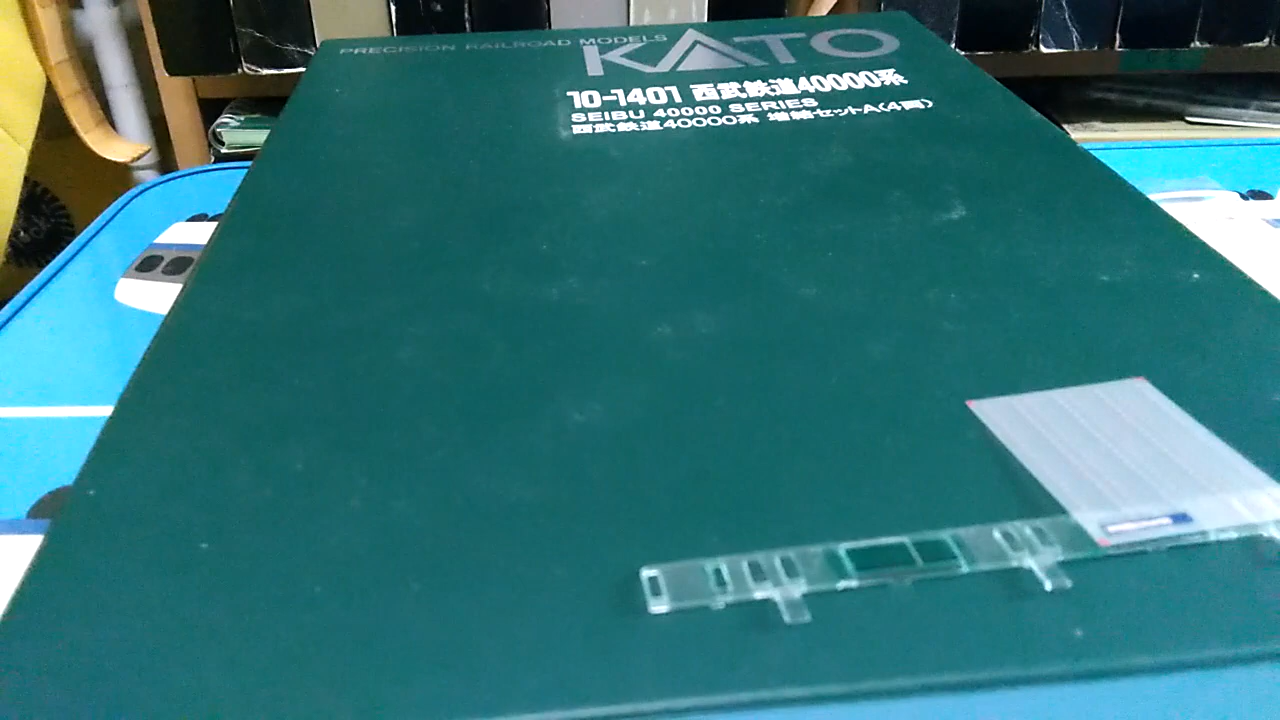 PRECISION RAILROAD MODELS
KATO
10-1401 西武鉄道40000系
SEIBU 40000 SERIES
西武鉄道40000系 増結セットA(4両)